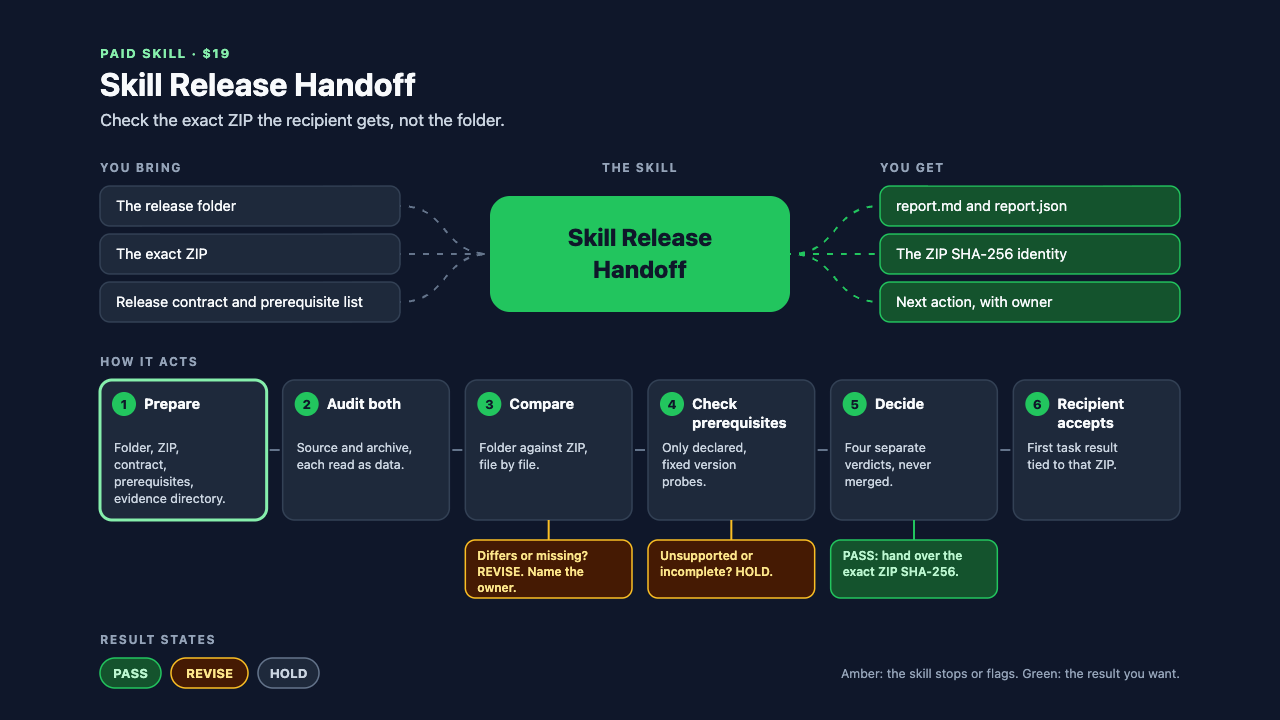 PAID SKILL · $19
Skill Release Handoff
Check the exact ZIP the recipient gets, not the folder.
YOU BRING
The release folder
The exact ZIP
Release contract and prerequisite list
THE SKILL
Skill Release
Handoff
YOU GET
report.md and report.json
The ZIP SHA-256 identity
Next action, with owner
HOW IT ACTS
1 Prepare
Folder, ZIP,
contract,
prerequisites,
evidence directory.
2 Audit both
Source and archive,
each read as data.
3 Compare
Folder against ZIP,
file by file.
4 Check
prerequisites
Only declared,
fixed version
probes.
5 Decide
Four separate
verdicts, never
merged.
6 Recipient
accepts
First task result
tied to that ZIP.
Differs or missing?
REVISE. Name the
owner.
Unsupported or
incomplete? HOLD.
PASS: hand over the
exact ZIP SHA-256.
RESULT STATES
PASS
REVISE
HOLD
Amber: the skill stops or flags. Green: the result you want.